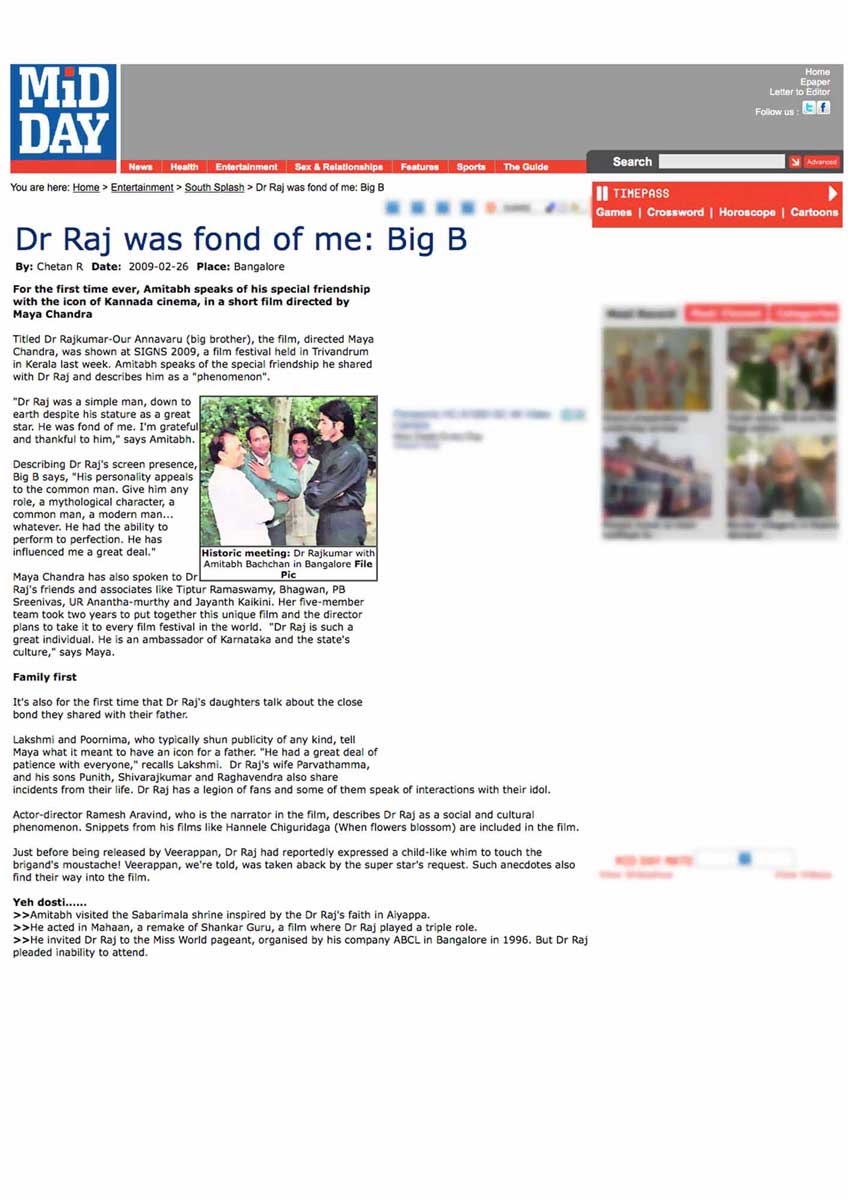 MiD
DAY
Home
Epaper
Letter to Editor
Follow us :
News Health Entertainment Sex & Relationships Features Sports The Guide
Search Advanced
You are here: Home > Entertainment > South Splash > Dr Raj was fond of me: Big B
TIMEPASS
Games | Crossword | Horoscope | Cartoons
Dr Raj was fond of me: Big B
By: Chetan R Date: 2009-02-26 Place: Bangalore
For the first time ever, Amitabh speaks of his special friendship
with the icon of Kannada cinema, in a short film directed by
Maya Chandra
Titled Dr Rajkumar-Our Annavaru (big brother), the film, directed Maya
Chandra, was shown at SIGNS 2009, a film festival held in Trivandrum
in Kerala last week. Amitabh speaks of the special friendship he shared
with Dr Raj and describes him as a "phenomenon".
"Dr Raj was a simple man, down to
earth despite his stature as a great
star. He was fond of me. I'm grateful
and thankful to him," says Amitabh.
Describing Dr Raj's screen presence,
Big B says, "His personality appeals
to the common man. Give him any
role, a mythological character, a
common man, a modern man...
whatever. He had the ability to
perform to perfection. He has
influenced me a great deal."
Historic meeting: Dr Rajkumar with
Amitabh Bachchan in Bangalore File
Pic
Maya Chandra has also spoken to Dr
Raj's friends and associates like Tiptur Ramaswamy, Bhagwan, PB
Sreenivas, UR Anantha-murthy and Jayanth Kaikini. Her five-member
team took two years to put together this unique film and the director
plans to take it to every film festival in the world. "Dr Raj is such a
great individual. He is an ambassador of Karnataka and the state's
culture," says Maya.
Family first
It's also for the first time that Dr Raj's daughters talk about the close
bond they shared with their father.
Lakshmi and Poornima, who typically shun publicity of any kind, tell
Maya what it meant to have an icon for a father. "He had a great deal of
patience with everyone," recalls Lakshmi. Dr Raj's wife Parvathamma,
and his sons Punith, Shivarajkumar and Raghavendra also share
incidents from their life. Dr Raj has a legion of fans and some of them speak of interactions with their idol.
Actor-director Ramesh Aravind, who is the narrator in the film, describes Dr Raj as a social and cultural
phenomenon. Snippets from his films like Hannele Chiguridaga (When flowers blossom) are included in the film.
Just before being released by Veerappan, Dr Raj had reportedly expressed a child-like whim to touch the
brigand's moustache! Veerappan, we're told, was taken aback by the super star's request. Such anecdotes also
find their way into the film.
Yeh dosti......
>>Amitabh visited the Sabarimala shrine inspired by the Dr Raj's faith in Aiyappa.
>>He acted in Mahaan, a remake of Shankar Guru, a film where Dr Raj played a triple role.
>>He invited Dr Raj to the Miss World pageant, organised by his company ABCL in Bangalore in 1996. But Dr Raj
pleaded inability to attend.